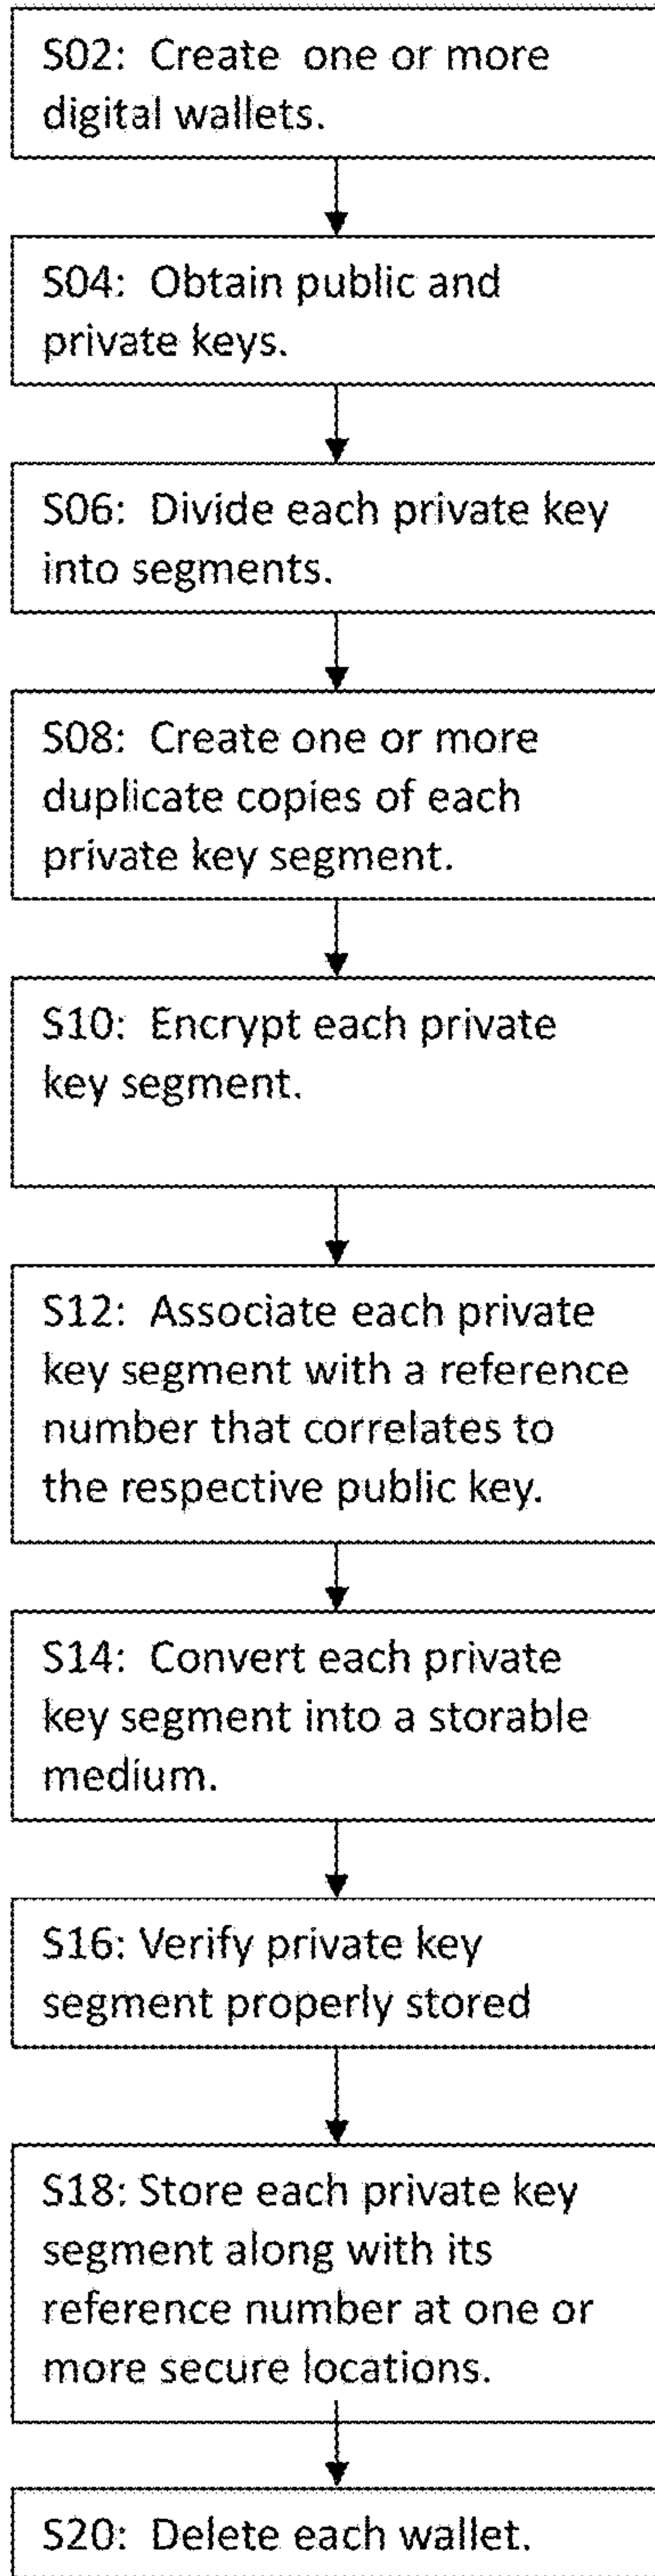 S02: Create one or more
digital wallets.
S04: Obtain public and
private keys.
S06: Divide each private key
into segments.
S08: Create one or more
duplicate copies of each
private key segment.
S10: Encrypt each private
key segment.
S12: Associate each private
key segment with a reference
number that correlates to
the respective public key.
S14: Convert each private
key segment into a storable
medium.
S16: Verify private key
segment properly stored
S18: Store each private key
segment along with its
reference number at one or
more secure locations.
S20: Delete each wallet.